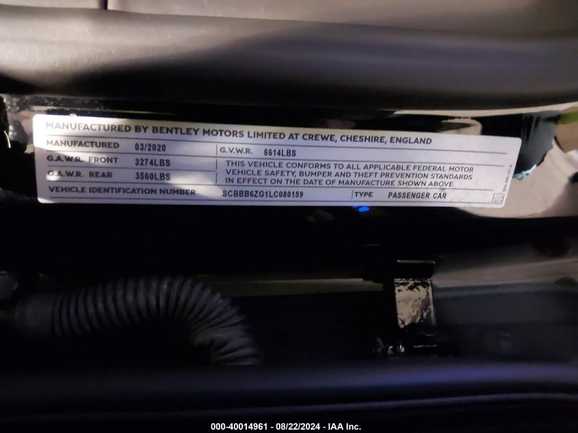 MANUFACTURED BY BENTLEY MOTORS LIMITED AT CREWE, CHESHIRE, ENGLAND
MANUFACTURED 03/2020 G.V.W.R. 6614LBS
G.A.W.R. FRONT 3274LBS
G.A.W.R. REAR 3560LBS
THIS VEHICLE CONFORMS TO ALL APPLICABLE FEDERAL MOTOR
VEHICLE SAFETY, BUMPER AND THEFT PREVENTION STANDARDS
IN EFFECT ON THE DATE OF MANUFACTURE SHOWN ABOVE
VEHICLE IDENTIFICATION NUMBER SCBBB6ZG1LC080159 TYPE PASSENGER CAR
000-40014961 - 08/22/2024 - IAA Inc.